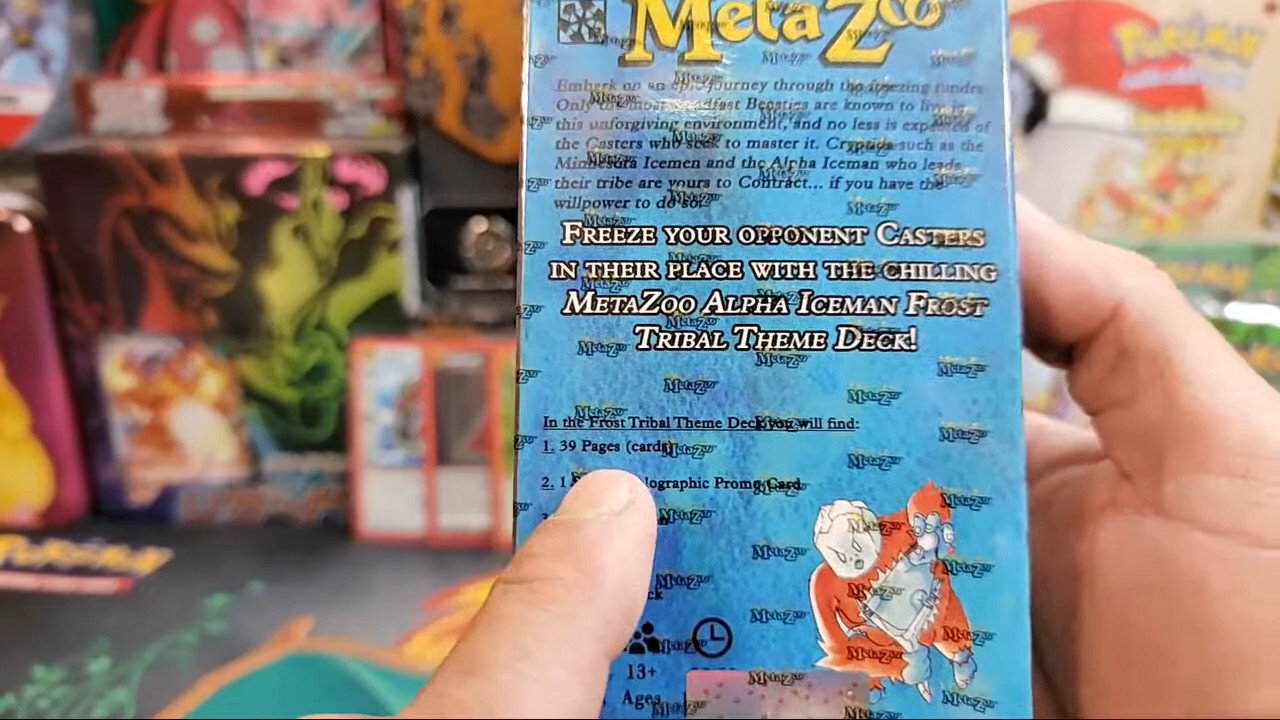 MetaZoo
Embark on an epic journey through the freezing tundra
Only the most steadfast Beasties are known to live in
this unforgiving environment, and no less is expected of
the Casters who seek to master it. Cryptids such as the
Minnesota Icemen and the Alpha Iceman who leads
their tribe are yours to Contract... if you have the
willpower to do so!
FREEZE YOUR OPPONENT CASTERS
IN THEIR PLACE WITH THE CHILLING
METAZOO ALPHA ICEMAN FROST
TRIBAL THEME DECK!
In the Frost Tribal Theme Deck you will find:
1. 39 Pages (cards)
2. 1 Promo Card
13+
Ages
Pokémon
Pokémon